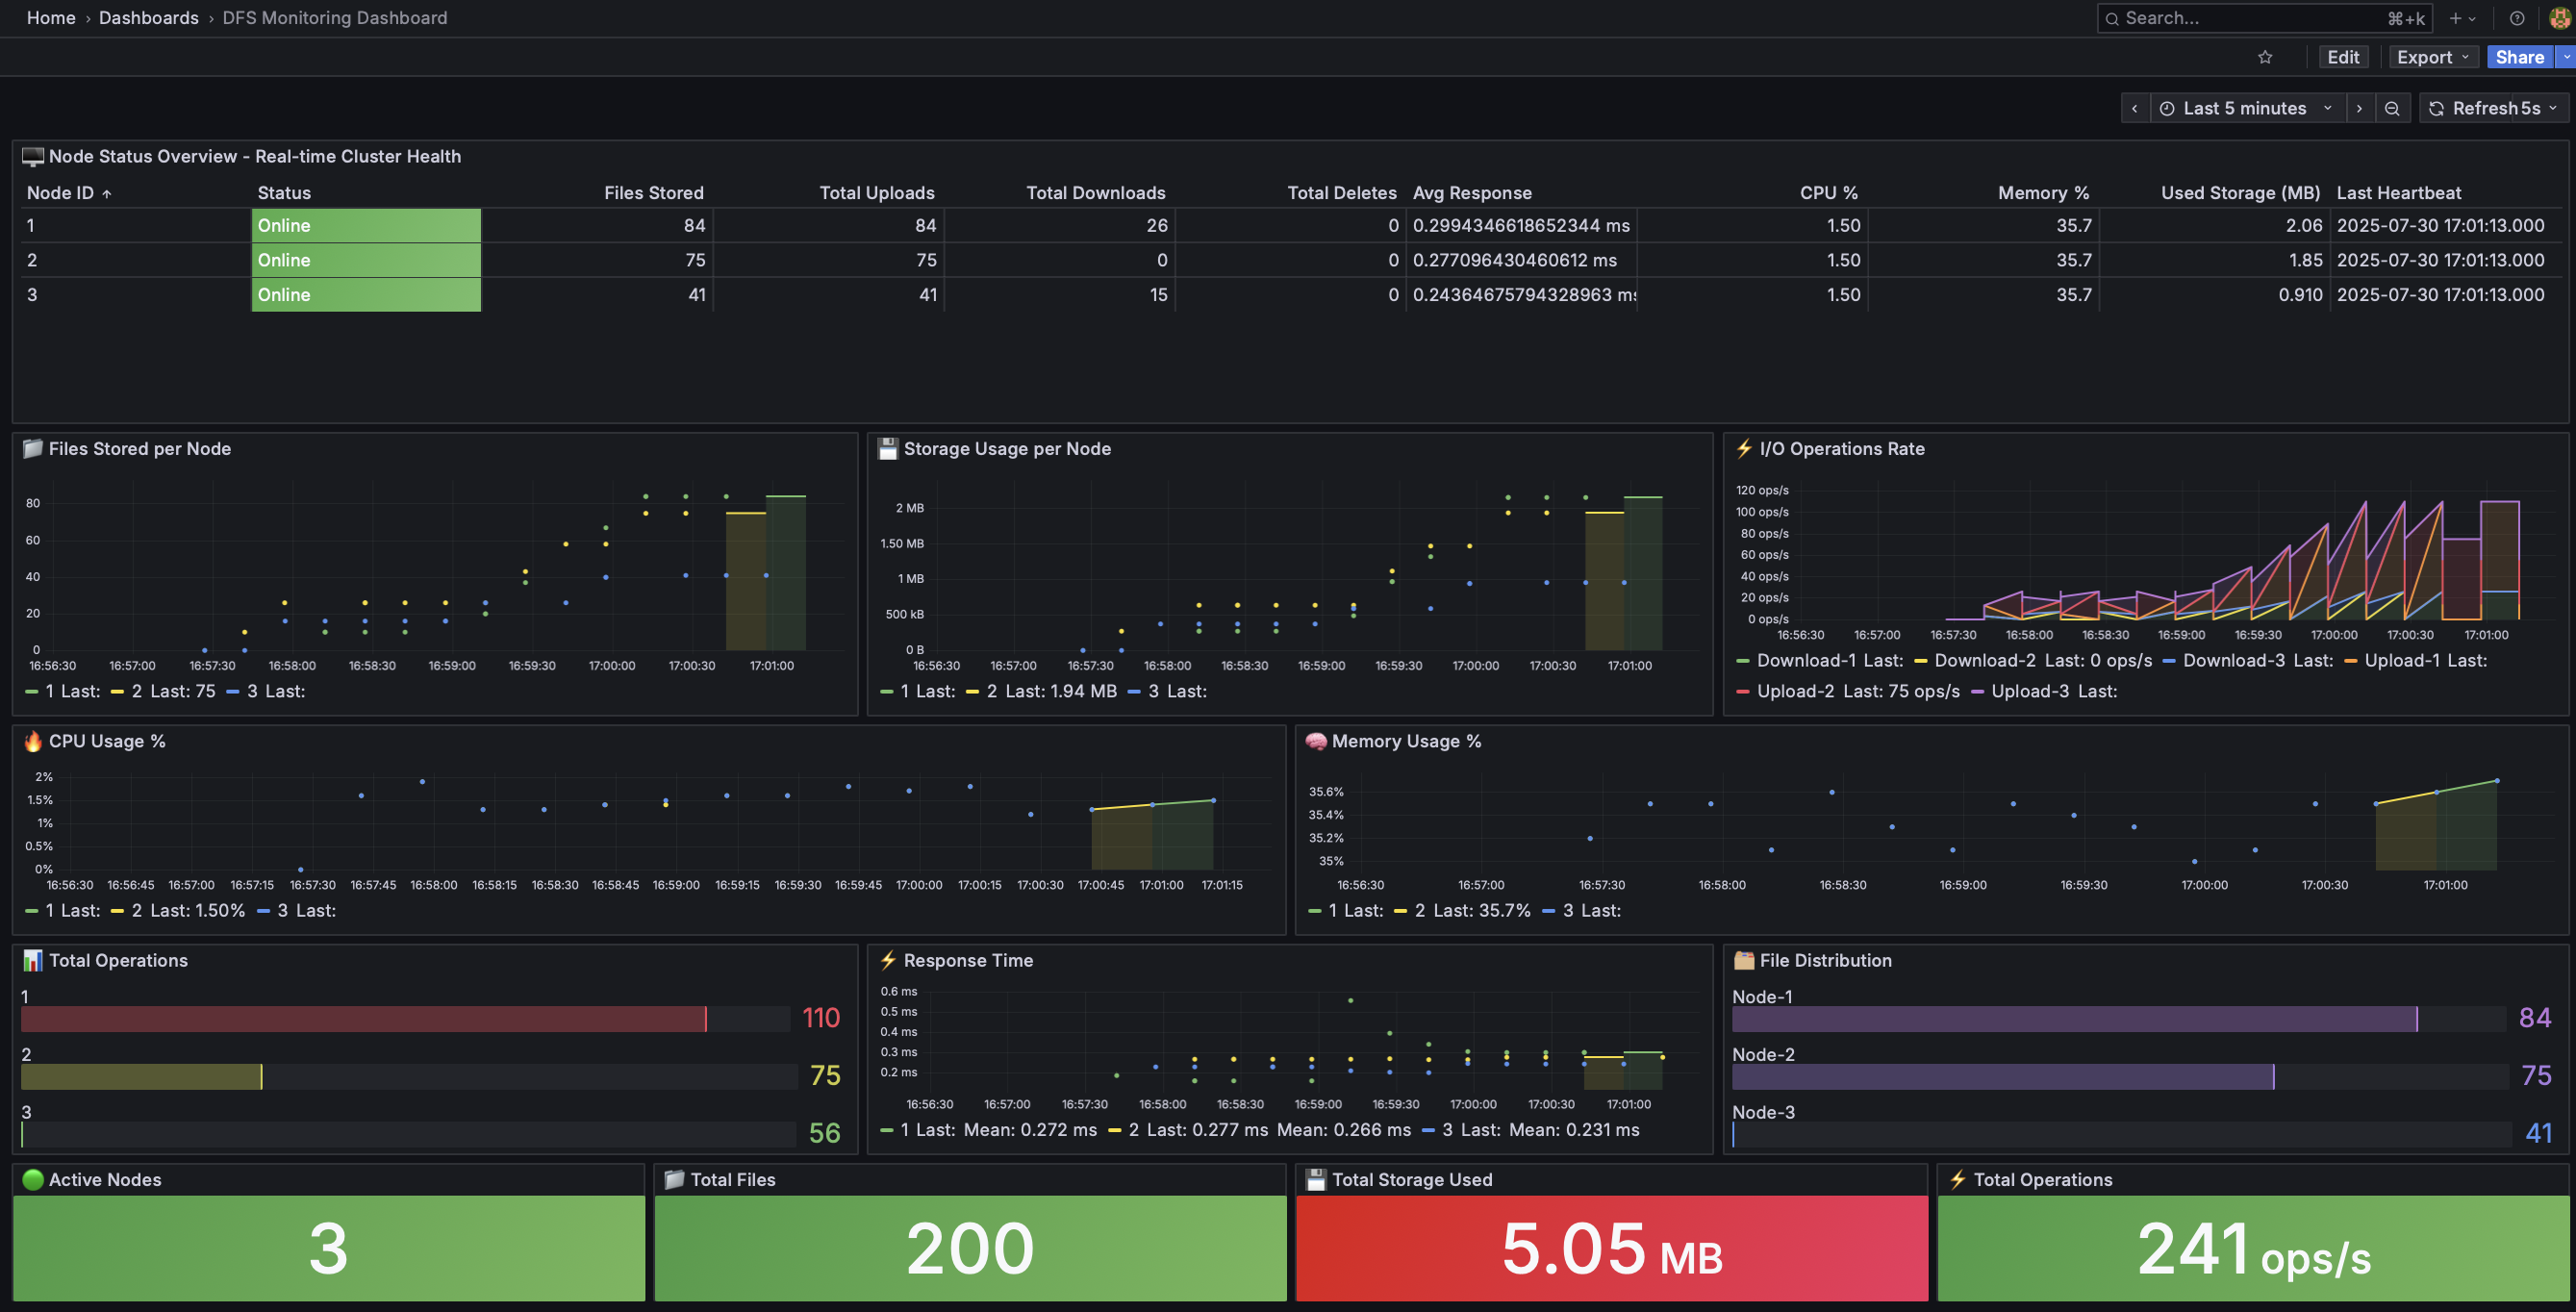 Home › Dashboards › DFS Monitoring Dashboard
Search... ⌘+k
Edit Export Share
Last 5 minutes Refresh 5s
Node Status Overview - Real-time Cluster Health
Node ID Status Files Stored Total Uploads Total Downloads Total Deletes Avg Response CPU % Memory % Used Storage (MB) Last Heartbeat
1 Online 84 84 26 0 0.2994346618652344 ms 1.50 35.7 2.06 2025-07-30 17:01:13.000
2 Online 75 75 0 0 0.277096430460612 ms 1.50 35.7 1.85 2025-07-30 17:01:13.000
3 Online 41 41 15 0 0.24364675794328963 ms 1.50 35.7 0.910 2025-07-30 17:01:13.000
Files Stored per Node
80
60
40
20
0
16:56:30 16:57:00 16:57:30 16:58:00 16:58:30 16:59:00 16:59:30 17:00:00 17:00:30 17:01:00
1 Last: 2 Last: 75 3 Last:
Storage Usage per Node
2 MB
1.50 MB
1 MB
500 kB
0 B
16:56:30 16:57:00 16:57:30 16:58:00 16:58:30 16:59:00 16:59:30 17:00:00 17:00:30 17:01:00
1 Last: 2 Last: 1.94 MB 3 Last:
I/O Operations Rate
120 ops/s
100 ops/s
80 ops/s
60 ops/s
40 ops/s
20 ops/s
0 ops/s
16:56:30 16:57:00 16:57:30 16:58:00 16:58:30 16:59:00 16:59:30 17:00:00 17:00:30 17:01:00
Download-1 Last: Download-2 Last: 0 ops/s Download-3 Last: Upload-1 Last:
Upload-2 Last: 75 ops/s Upload-3 Last:
CPU Usage %
2%
1.5%
1%
0.5%
0%
16:56:30 16:56:45 16:57:00 16:57:15 16:57:30 16:57:45 16:58:00 16:58:15 16:58:30 16:58:45 16:59:00 16:59:15 16:59:30 16:59:45 17:00:00 17:00:15 17:00:30 17:00:45 17:01:00 17:01:15
1 Last: 2 Last: 1.50% 3 Last:
Memory Usage %
35.6%
35.4%
35.2%
35%
16:56:30 16:57:00 16:57:30 16:58:00 16:58:30 16:59:00 16:59:30 17:00:00 17:00:30 17:01:00
1 Last: 2 Last: 35.7% 3 Last:
Total Operations
1
110
2
75
3
56
Response Time
0.6 ms
0.5 ms
0.4 ms
0.3 ms
0.2 ms
16:56:30 16:57:00 16:57:30 16:58:00 16:58:30 16:59:00 16:59:30 17:00:00 17:00:30 17:01:00
1 Last: Mean: 0.272 ms 2 Last: 0.277 ms Mean: 0.266 ms 3 Last: Mean: 0.231 ms
File Distribution
Node-1
84
Node-2
75
Node-3
41
Active Nodes
3
Total Files
200
Total Storage Used
5.05 MB
Total Operations
241 ops/s